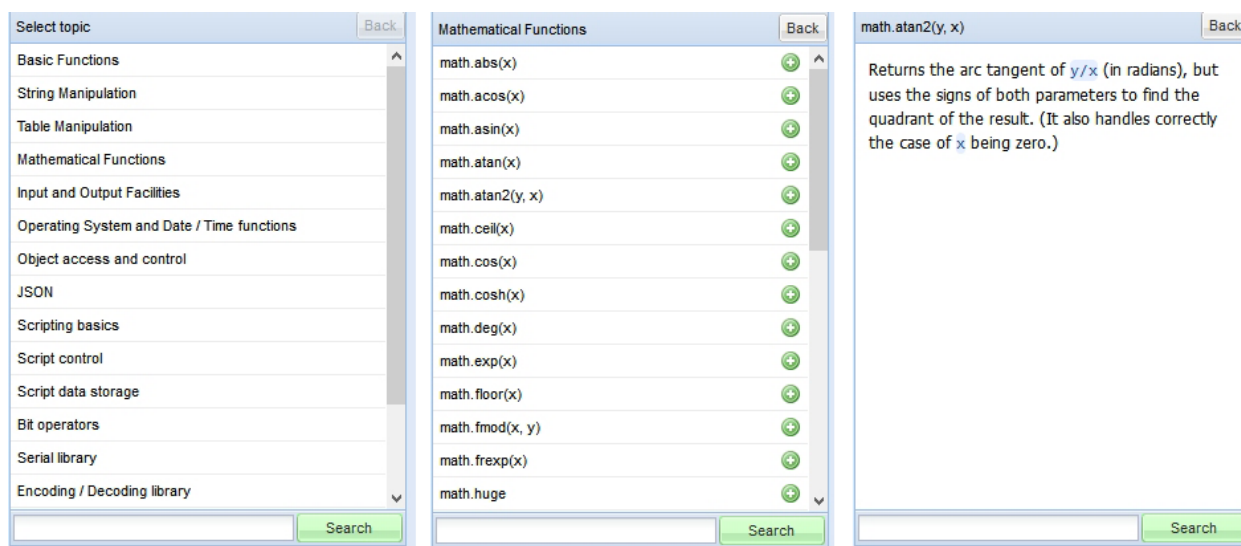 Select topic
Back
Basic Functions
String Manipulation
Table Manipulation
Mathematical Functions
Input and Output Facilities
Operating System and Date / Time functions
Object access and control
JSON
Scripting basics
Script control
Script data storage
Bit operators
Serial library
Encoding / Decoding library
Search
Mathematical Functions
Back
math.abs(x)
math.acos(x)
math.asin(x)
math.atan(x)
math.atan2(y, x)
math.ceil(x)
math.cos(x)
math.cosh(x)
math.deg(x)
math.exp(x)
math.floor(x)
math.fmod(x, y)
math.frexp(x)
math.huge
Search
math.atan2(y, x)
Back
Returns the arc tangent of y/x (in radians), but
uses the signs of both parameters to find the
quadrant of the result. (It also handles correctly
the case of x being zero.)
Search